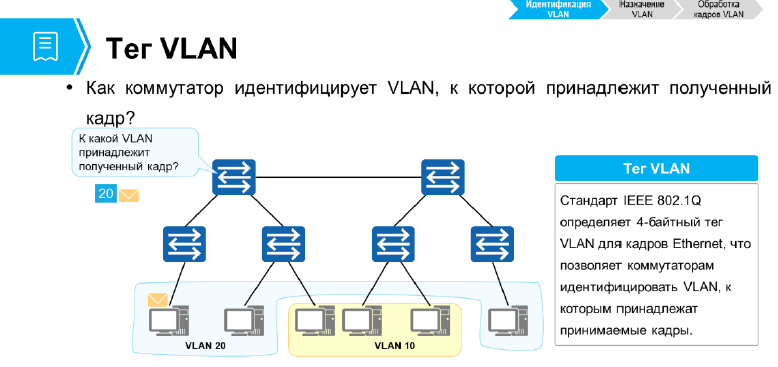 Идентификация
VLAN
Назначение
VLAN
Обработка
кадров VLAN
Тег VLAN
• Как коммутатор идентифицирует VLAN, к которой принадлежит полученный
кадр?
К какой VLAN
принадлежит
полученный кадр?
20
Тег VLAN
Стандарт IEEE 802.1Q
определяет 4-байтный тег
VLAN для кадров Ethernet, что
позволяет коммутаторам
идентифицировать VLAN, к
которым принадлежат
принимаемые кадры.
VLAN 20
VLAN 10